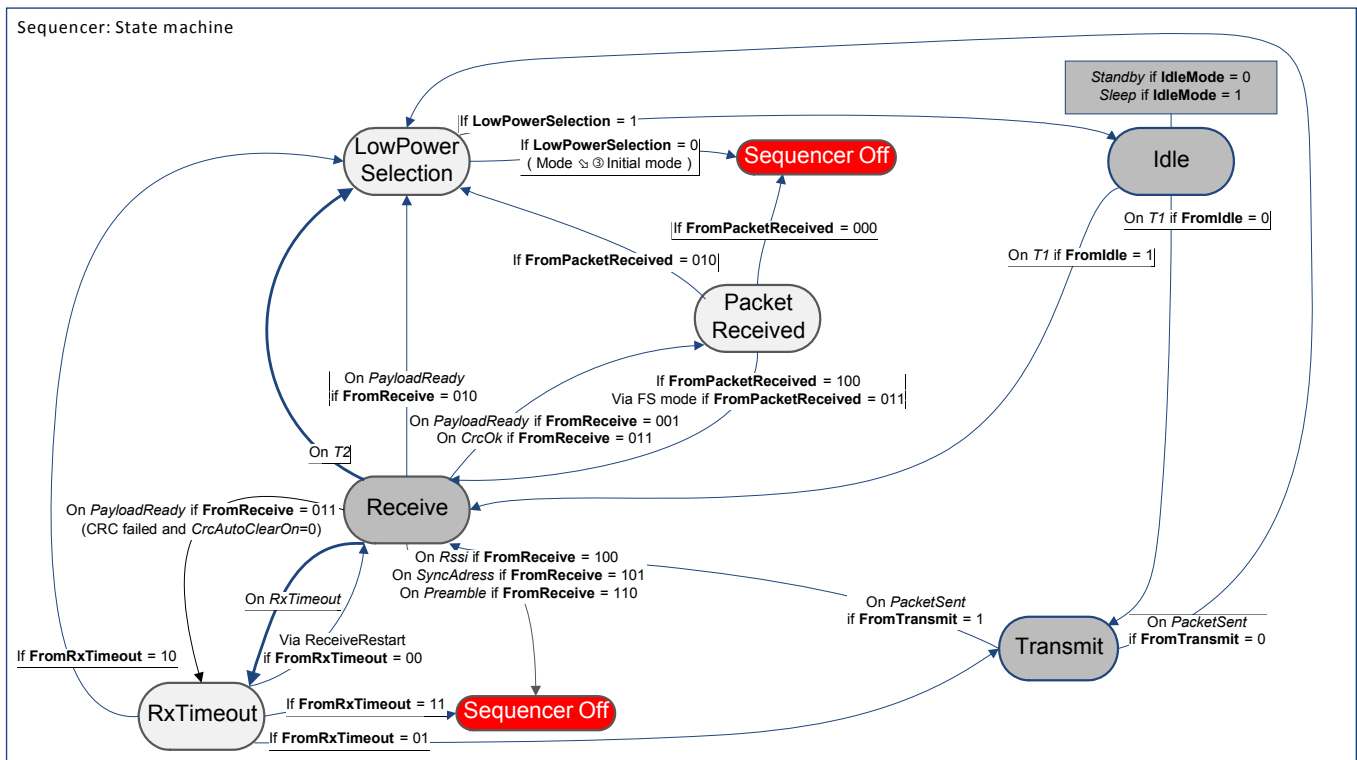 Sequencer: State machine
Standby if IdleMode = 0
Sleep if IdleMode = 1
If LowPowerSelection = 1
LowPower
Selection
If LowPowerSelection = 0
( Mode ⇘ ③ Initial mode )
Sequencer Off
Idle
On T1 if FromIdle = 0
If FromPacketReceived = 000
On T1 if FromIdle = 1
If FromPacketReceived = 010
Packet
Received
On PayloadReady
if FromReceive = 010
If FromPacketReceived = 100
Via FS mode if FromPacketReceived = 011
On PayloadReady if FromReceive = 001
On CrcOk if FromReceive = 011
On T2
Receive
On PayloadReady if FromReceive = 011
(CRC failed and CrcAutoClearOn=0)
On Rssi if FromReceive = 100
On SyncAdress if FromReceive = 101
On Preamble if FromReceive = 110
On RxTimeout
On PacketSent
if FromTransmit = 1
On PacketSent
if FromTransmit = 0
Transmit
Via ReceiveRestart
if FromRxTimeout = 00
If FromRxTimeout = 10
RxTimeout
If FromRxTimeout = 11
Sequencer Off
If FromRxTimeout = 01